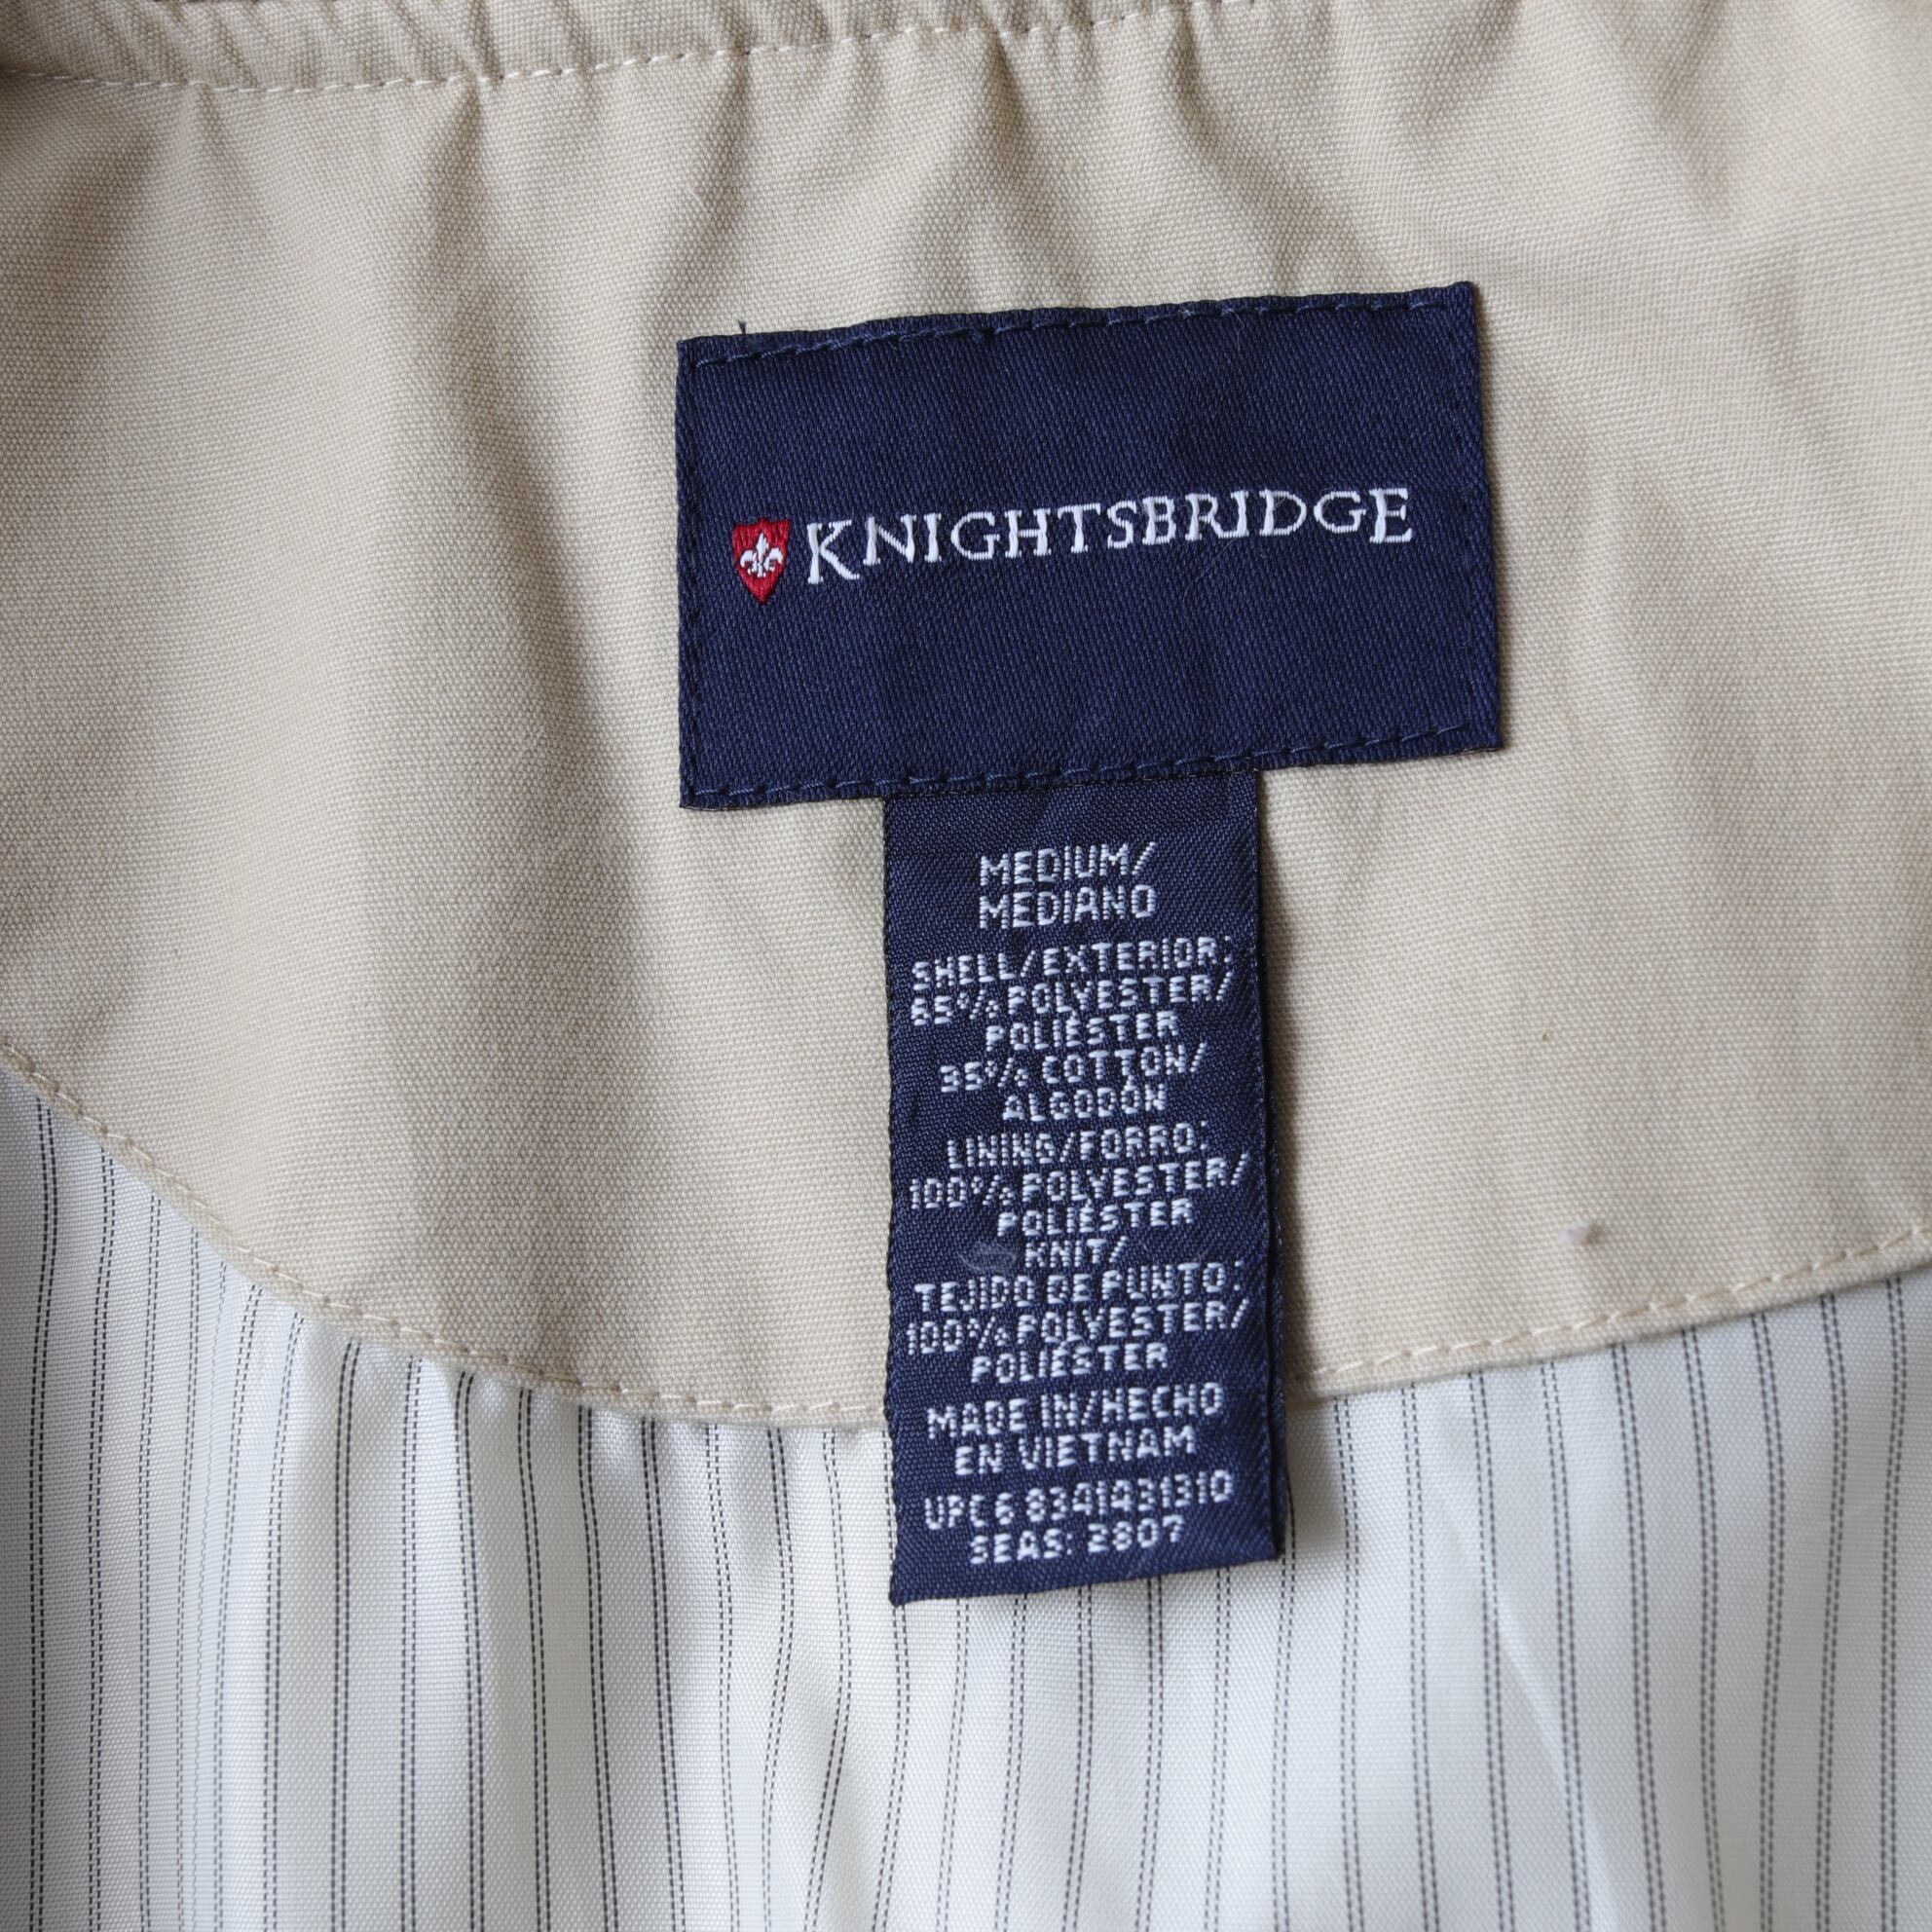 KNIGHTSBRIDGE
MEDIUM/
MEDIANO
SHELL/EXTERIOR:
65% POLYESTER/
POLIÉSTER
35% COTTON/
ALGODÓN
LINING/FORRO:
100% POLYESTER/
POLIÉSTER
KNIT/
TEJIDO DE PUNTO:
100% POLYESTER/
POLIÉSTER
MADE IN/HECHO
EN VIETNAM
UPC 6 8341431310
SEAS: 2807